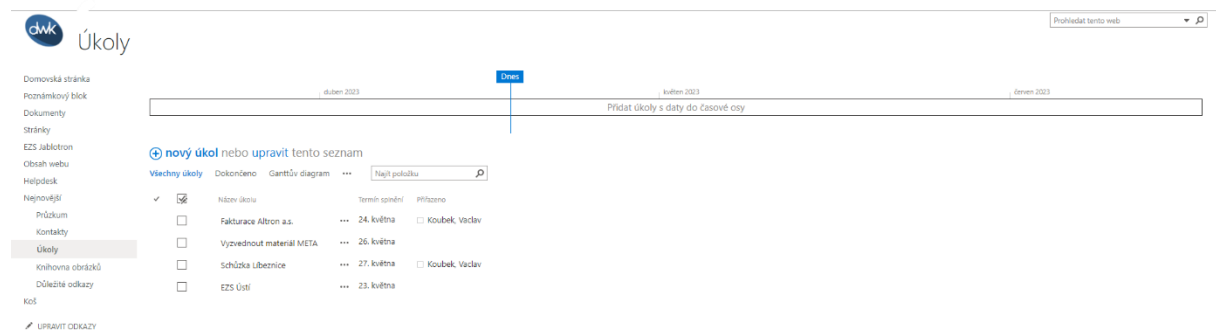 dwk
Úkoly
Prohledat tento web
Domovská stránka
Poznámkový blok
Dokumenty
Stránky
EZS Jablotron
Obsah webu
Helpdesk
Nejnovější
Průzkum
Kontakty
Úkoly
Knihovna obrázků
Důležité odkazy
Koš
UPRAVIT ODKAZY
Dnes
duben 2023 květen 2023 červen 2023
Přidat úkoly s daty do časové osy
nový úkol nebo upravit tento seznam
Všechny úkoly Dokončeno Ganttův diagram ••• Najít položku
Název úkolu Termín splnění Přiřazeno
Fakturace Altron a.s. ••• 24. května Koubek, Vaclav
Vyzvednout materiál META ••• 26. května
Schůzka Líbeznice ••• 27. května Koubek, Vaclav
EZS Ústí ••• 23. května